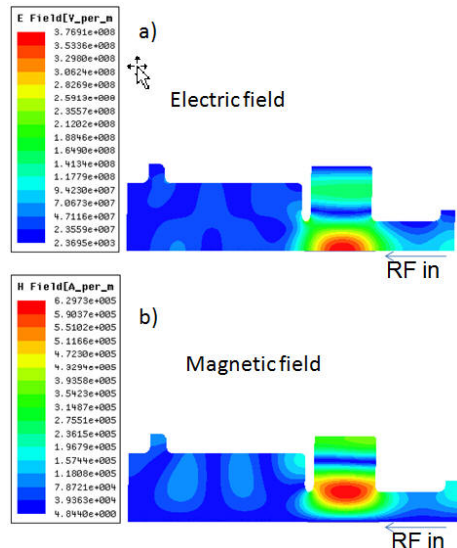 E Field[V_per_m
3.7691e+008
3.5336e+008
3.2980e+008
3.0624e+008
2.8269e+008
2.5913e+008
2.3557e+008
2.1202e+008
1.8846e+008
1.6490e+008
1.4134e+008
1.1779e+008
9.4230e+007
7.0673e+007
4.7116e+007
2.3559e+007
2.3695e+003
a)
Electric field
RF in
H Field[A_per_m
6.2973e+005
5.9037e+005
5.5102e+005
5.1166e+005
4.7230e+005
4.3294e+005
3.9358e+005
3.5423e+005
3.1487e+005
2.7551e+005
2.3615e+005
1.9679e+005
1.5744e+005
1.1808e+005
7.8721e+004
3.9363e+004
4.8440e+000
b)
Magnetic field
RF in